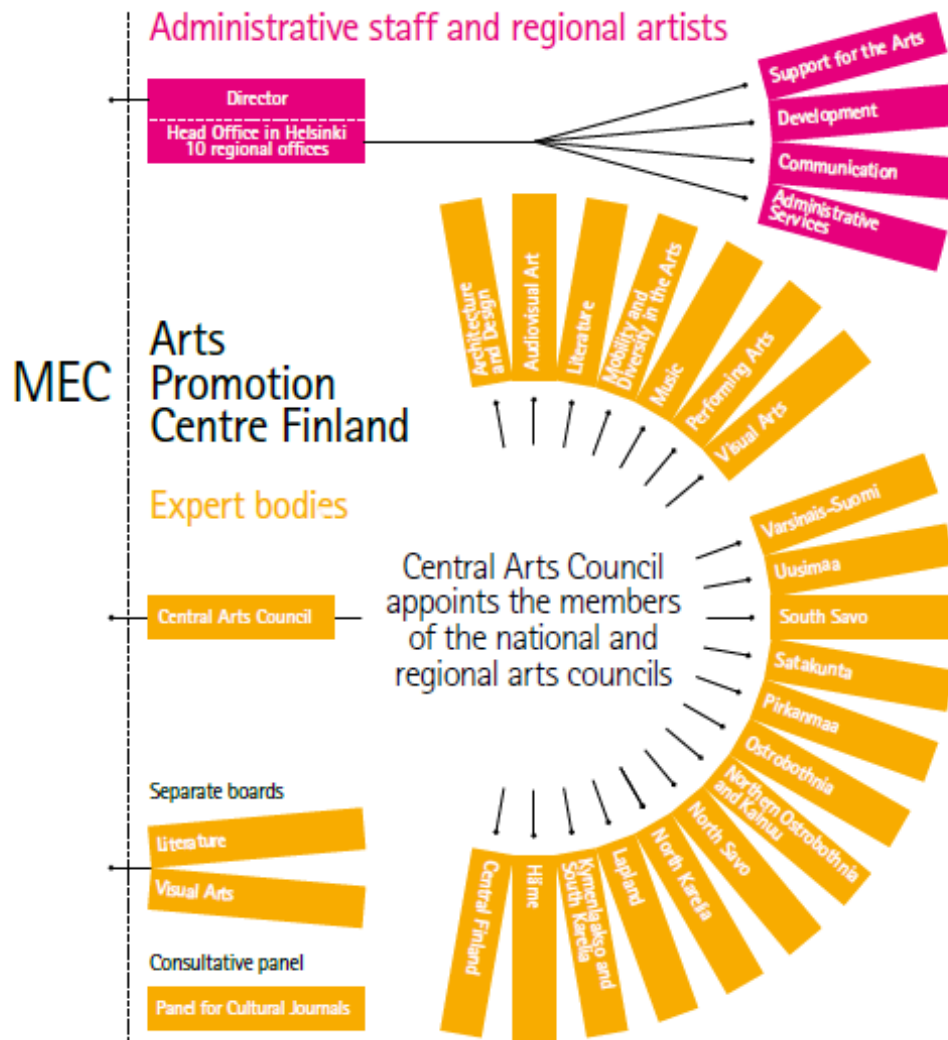 Administrative staff and regional artists
Director
Head Office in Helsinki
10 regional offices
Support for the Arts
Development
Communication
Administrative
Services
MEC
Arts
Promotion
Centre Finland
Architecture
and Design
Audiovisual Art
Literature
Mobility and
Diversity in the Arts
Music
Performing Arts
Visual Arts
Expert bodies
Central Arts Council
Central Arts Council
appoints the members
of the national and
regional arts councils
Varsinais-Suomi
Uusimaa
South Savo
Satakunta
Pirkanmaa
Ostrobothnia
Northern Ostrobothnia
and Kainuu
North Savo
North Karelia
Lapland
Kymenlaakso and
South Karelia
Häme
Central Finland
Separate boards
Literature
Visual Arts
Consultative panel
Panel for Cultural Journals